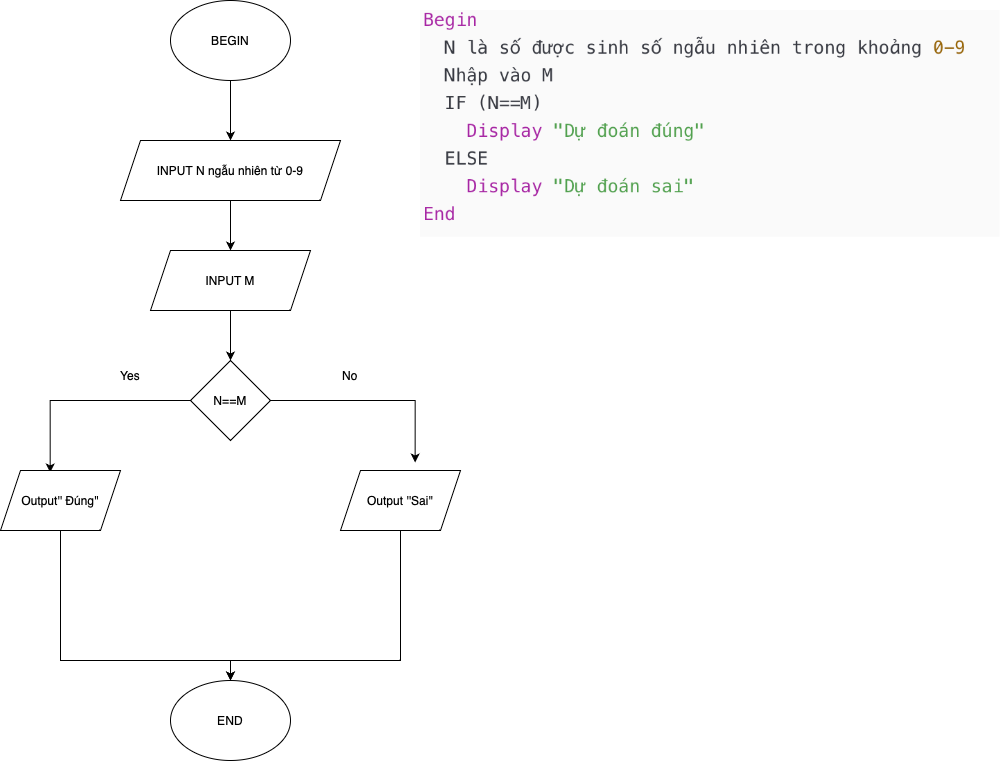 BEGIN
INPUT N ngẫu nhiên từ 0-9
INPUT M
Yes
No
N==M
Output" Đúng"
Output "Sai"
END
Begin
N là số được sinh số ngẫu nhiên trong khoảng 0-9
Nhập vào M
IF (N==M)
Display "Dự đoán đúng"
ELSE
Display "Dự đoán sai"
End